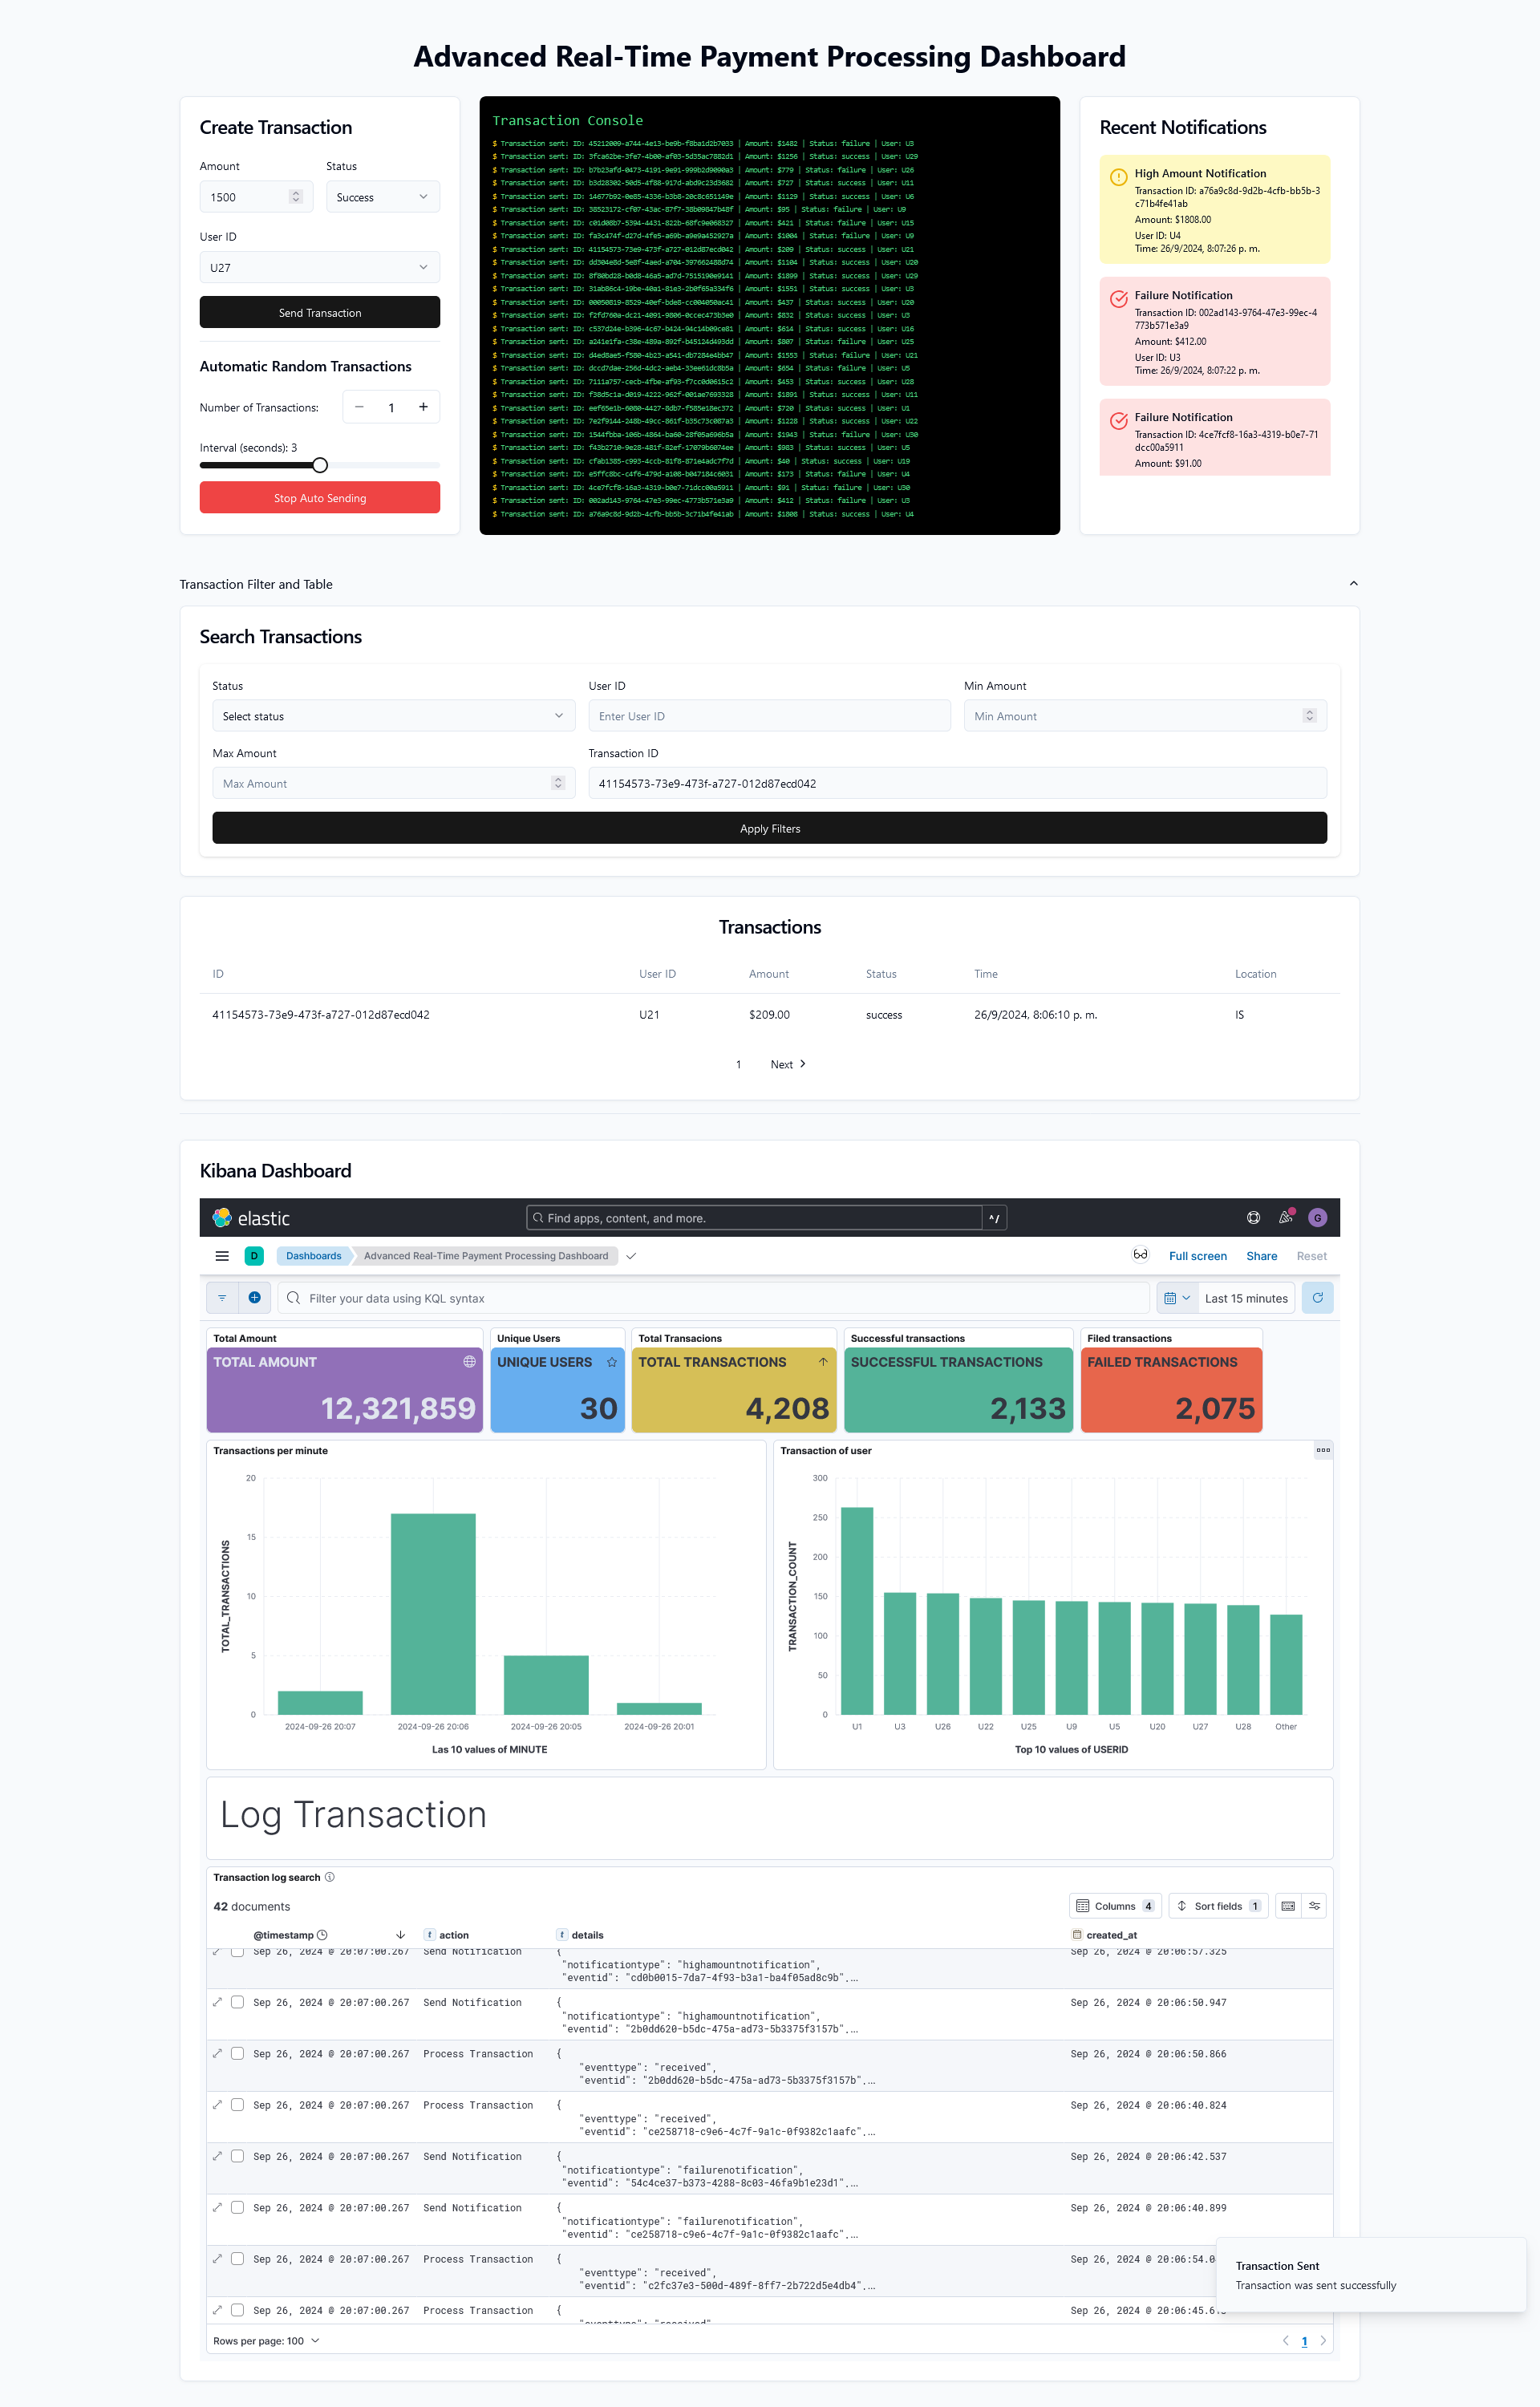 Advanced Real-Time Payment Processing Dashboard
Create Transaction
Amount
Status
1500
Success
User ID
U27
Send Transaction
Automatic Random Transactions
Number of Transactions:
1
Interval (seconds): 3
Stop Auto Sending
Transaction Console
$ Transaction sent: ID: 45212009-a744-4e13-be9b-f8ba1d2b7033 | Amount: $1482 | Status: failure | User: U3
$ Transaction sent: ID: 3fca62be-3fe7-4b00-af03-5d35ac7882d1 | Amount: $1256 | Status: success | User: U29
$ Transaction sent: ID: b7b23afd-0473-4191-9e91-999b2d9090a3 | Amount: $779 | Status: failure | User: U26
$ Transaction sent: ID: b3d28302-50d5-4f88-917d-abd9c23d3682 | Amount: $727 | Status: success | User: U11
$ Transaction sent: ID: 14677b92-0e85-4336-b3b8-20c8c651149e | Amount: $1129 | Status: success | User: U6
$ Transaction sent: ID: 38523172-cf07-43ac-87f7-38b09847b48f | Amount: $95 | Status: failure | User: U9
$ Transaction sent: ID: c01d08b7-5394-4431-822b-68fc9e068327 | Amount: $421 | Status: failure | User: U15
$ Transaction sent: ID: fa3c474f-d27d-4fe5-a69b-a9e9a452927a | Amount: $1004 | Status: failure | User: U9
$ Transaction sent: ID: 41154573-73e9-473f-a727-012d87ecd042 | Amount: $209 | Status: success | User: U21
$ Transaction sent: ID: dd304e8d-5e8f-4aed-a704-397662488d74 | Amount: $1104 | Status: success | User: U20
$ Transaction sent: ID: 8f80bd28-b0d8-46a5-ad7d-7515190e9141 | Amount: $1899 | Status: success | User: U29
$ Transaction sent: ID: 31ab86c4-19be-40a1-81e3-2b0f65a334f6 | Amount: $1551 | Status: success | User: U3
$ Transaction sent: ID: 00050819-8529-40ef-bde8-cc004050ac41 | Amount: $437 | Status: success | User: U20
$ Transaction sent: ID: f2fd760a-dc21-4091-9806-0ccec473b3e0 | Amount: $832 | Status: success | User: U3
$ Transaction sent: ID: c537d24e-b396-4c67-b424-94c14b09ce81 | Amount: $614 | Status: success | User: U16
$ Transaction sent: ID: a241e1fa-c38e-489a-892f-b45124d493dd | Amount: $807 | Status: failure | User: U25
$ Transaction sent: ID: d4ed8ae5-f580-4b23-a541-db7284e4bb47 | Amount: $1553 | Status: failure | User: U21
$ Transaction sent: ID: dccd7dae-256d-4dc2-aeb4-33ee61dc8b5a | Amount: $654 | Status: failure | User: U5
$ Transaction sent: ID: 7111a757-cecb-4fbe-af93-f7cc0d0615c2 | Amount: $453 | Status: success | User: U28
$ Transaction sent: ID: f38d5c1a-d019-4222-962f-001ae7693328 | Amount: $1891 | Status: success | User: U11
$ Transaction sent: ID: eef65e1b-6080-4427-8db7-f585e18ec372 | Amount: $720 | Status: success | User: U1
$ Transaction sent: ID: 7e2f9144-248b-49cc-861f-b35c73c087a3 | Amount: $1228 | Status: success | User: U22
$ Transaction sent: ID: 1544fbba-106b-4864-ba60-28f05a696b5a | Amount: $1943 | Status: failure | User: U30
$ Transaction sent: ID: f43b2710-9e28-481f-82ef-17079b6074ee | Amount: $983 | Status: success | User: U5
$ Transaction sent: ID: cfab1385-c993-4ccb-81f8-871e4adc7f7d | Amount: $40 | Status: success | User: U19
$ Transaction sent: ID: e5ffc8bc-c4f6-479d-a108-b047184c6031 | Amount: $173 | Status: failure | User: U4
$ Transaction sent: ID: 4ce7fcf8-16a3-4319-b0e7-71dcc00a5911 | Amount: $91 | Status: failure | User: U30
$ Transaction sent: ID: 002ad143-9764-47e3-99ec-4773b571e3a9 | Amount: $412 | Status: failure | User: U3
$ Transaction sent: ID: a76a9c8d-9d2b-4cfb-bb5b-3c71b4fe41ab | Amount: $1808 | Status: success | User: U4
Recent Notifications
High Amount Notification
Transaction ID: a76a9c8d-9d2b-4cfb-bb5b-3
c71b4fe41ab
Amount: $1808.00
User ID: U4
Time: 26/9/2024, 8:07:26 p. m.
Failure Notification
Transaction ID: 002ad143-9764-47e3-99ec-4
773b571e3a9
Amount: $412.00
User ID: U3
Time: 26/9/2024, 8:07:22 p. m.
Failure Notification
Transaction ID: 4ce7fcf8-16a3-4319-b0e7-71
dcc00a5911
Amount: $91.00
Transaction Filter and Table
Search Transactions
Status
User ID
Min Amount
Select status
Enter User ID
Min Amount
Max Amount
Transaction ID
Max Amount
41154573-73e9-473f-a727-012d87ecd042
Apply Filters
Transactions
ID User ID Amount Status Time Location
41154573-73e9-473f-a727-012d87ecd042 U21 $209.00 success 26/9/2024, 8:06:10 p. m. IS
1 Next
Kibana Dashboard
elastic
Find apps, content, and more.
^/
G
D
Dashboards
Advanced Real-Time Payment Processing Dashboard
Full screen
Share
Reset
Filter your data using KQL syntax
Last 15 minutes
Total Amount
TOTAL AMOUNT
12,321,859
Unique Users
UNIQUE USERS
30
Total Transacions
TOTAL TRANSACTIONS
4,208
Successful transactions
SUCCESSFUL TRANSACTIONS
2,133
Filed transactions
FAILED TRANSACTIONS
2,075
Transactions per minute
TOTAL_TRANSACTIONS
20
15
10
5
0
2024-09-26 20:07
2024-09-26 20:06
2024-09-26 20:05
2024-09-26 20:01
Las 10 values of MINUTE
Transaction of user
TRANSACTION_COUNT
300
250
200
150
100
50
0
U1 U3 U26 U22 U25 U9 U5 U20 U27 U28 Other
Top 10 values of USERID
Log Transaction
Transaction log search
42 documents
Columns 4
Sort fields 1
@timestamp action details created_at
Sep 26, 2024 @ 20:07:00.267 Send Notification { Sep 26, 2024 @ 20:06:57.325
"notificationtype": "highamountnotification",
"eventid": "cd0b0015-7da7-4f93-b3a1-ba4f05ad8c9b",...
Sep 26, 2024 @ 20:07:00.267 Send Notification { Sep 26, 2024 @ 20:06:50.947
"notificationtype": "highamountnotification",
"eventid": "2b0dd620-b5dc-475a-ad73-5b3375f3157b",...
Sep 26, 2024 @ 20:07:00.267 Process Transaction { Sep 26, 2024 @ 20:06:50.866
"eventtype": "received",
"eventid": "2b0dd620-b5dc-475a-ad73-5b3375f3157b",...
Sep 26, 2024 @ 20:07:00.267 Process Transaction { Sep 26, 2024 @ 20:06:40.824
"eventtype": "received",
"eventid": "ce258718-c9e6-4c7f-9a1c-0f9382c1aafc",...
Sep 26, 2024 @ 20:07:00.267 Send Notification { Sep 26, 2024 @ 20:06:42.537
"notificationtype": "failurenotification",
"eventid": "54c4ce37-b373-4288-8c03-46fa9b1e23d1",...
Sep 26, 2024 @ 20:07:00.267 Send Notification { Sep 26, 2024 @ 20:06:40.899
"notificationtype": "failurenotification",
"eventid": "ce258718-c9e6-4c7f-9a1c-0f9382c1aafc",...
Sep 26, 2024 @ 20:07:00.267 Process Transaction { Sep 26, 2024 @ 20:06:54.0
"eventtype": "received",
"eventid": "c2fc37e3-500d-489f-8ff7-2b722d5e4db4",...
Sep 26, 2024 @ 20:07:00.267 Process Transaction { Sep 26, 2024 @ 20:06:45.6
"eventtype": "received",
Rows per page: 100
1
Transaction Sent
Transaction was sent successfully